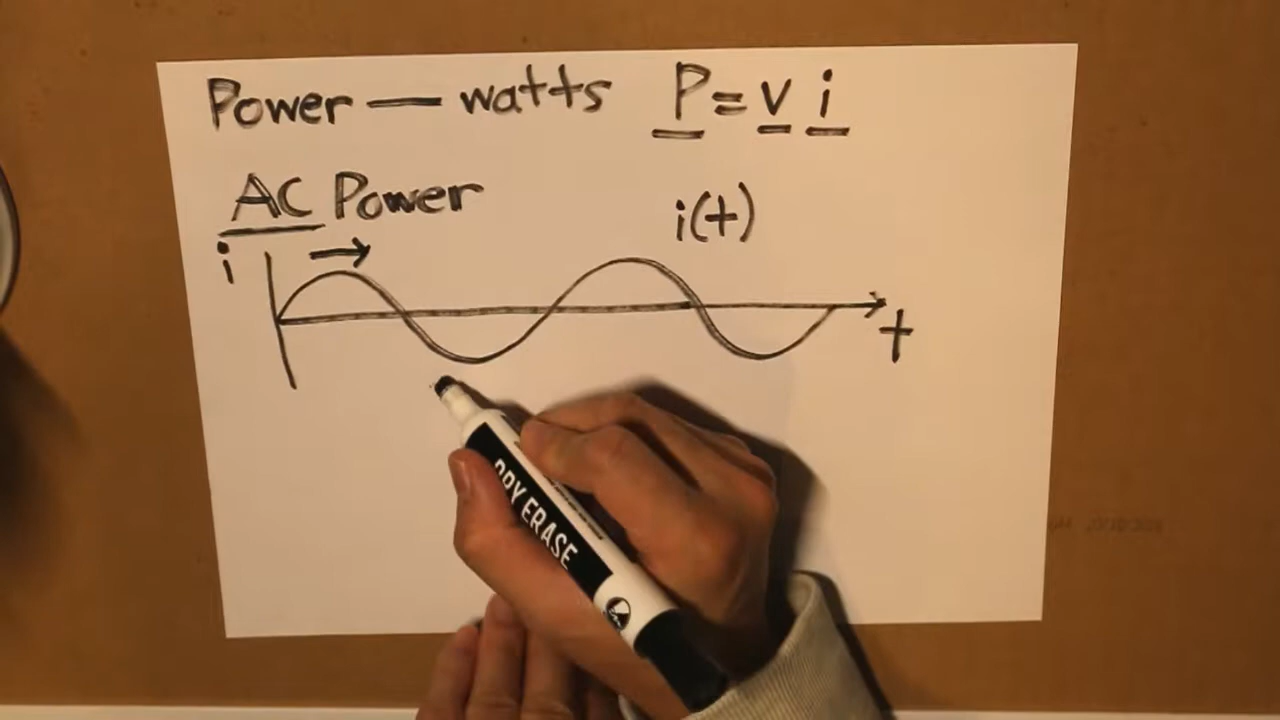 Power — watts P = v i
AC Power
i(t)
i
t
DRY ERASE